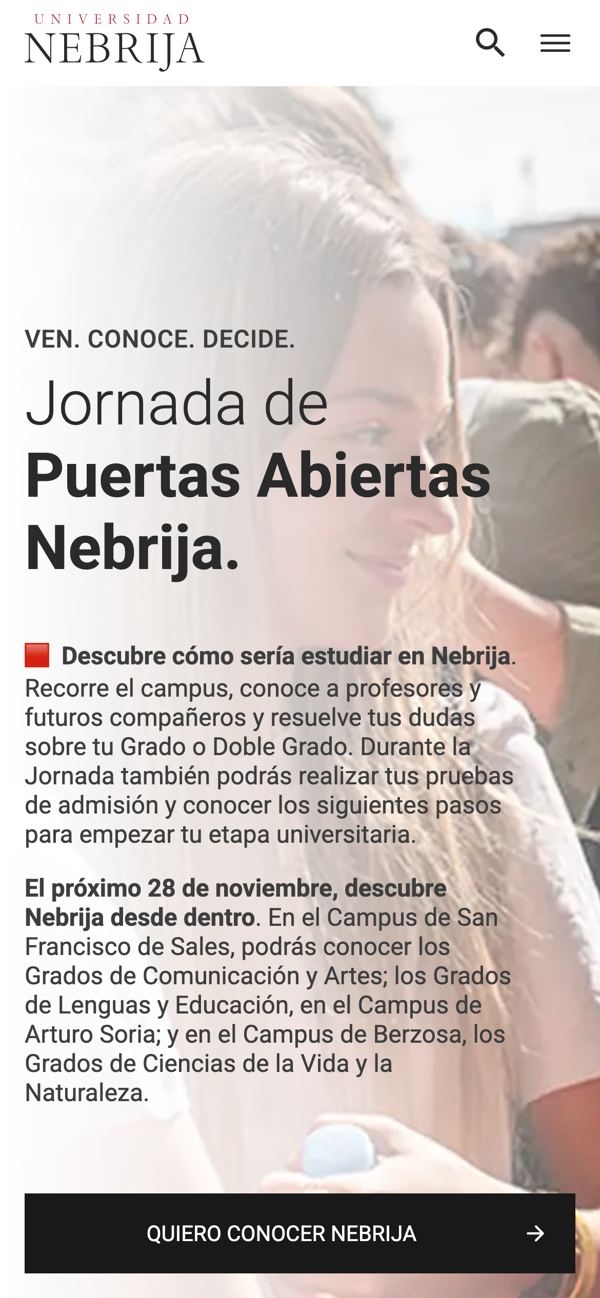 UNIVERSIDAD
NEBRIJA
VEN. CONOCE. DECIDE.
Jornada de
Puertas Abiertas
Nebrija.
Descubre cómo sería estudiar en Nebrija.
Recorre el campus, conoce a profesores y
futuros compañeros y resuelve tus dudas
sobre tu Grado o Doble Grado. Durante la
Jornada también podrás realizar tus pruebas
de admisión y conocer los siguientes pasos
para empezar tu etapa universitaria.
El próximo 28 de noviembre, descubre
Nebrija desde dentro. En el Campus de San
Francisco de Sales, podrás conocer los
Grados de Comunicación y Artes; los Grados
de Lenguas y Educación, en el Campus de
Arturo Soria; y en el Campus de Berzosa, los
Grados de Ciencias de la Vida y la
Naturaleza.
QUIERO CONOCER NEBRIJA